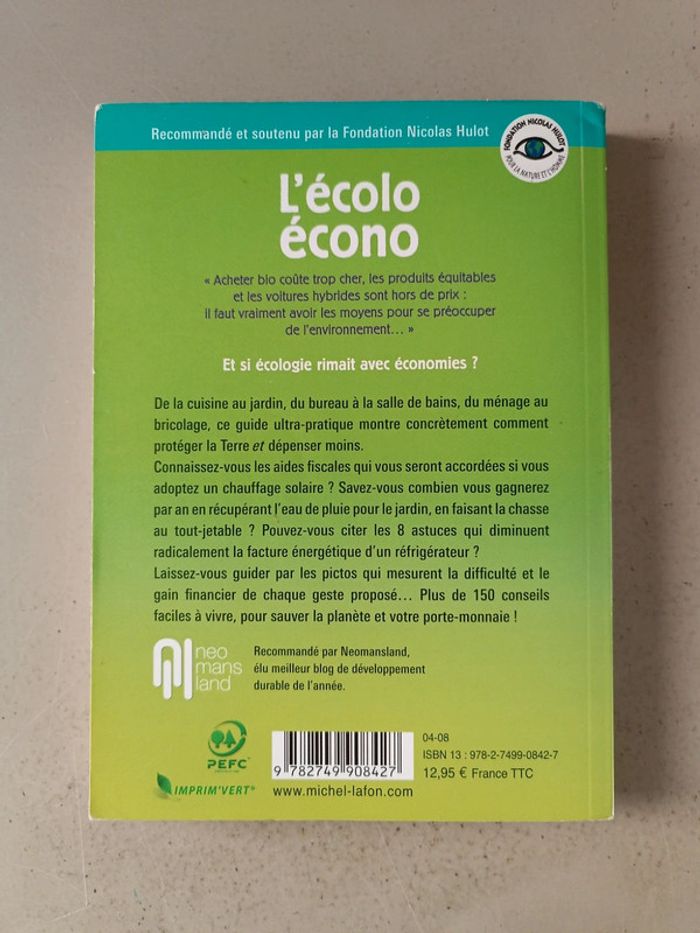 Recommandé et soutenu par la Fondation Nicolas Hulot
FONDATION NICOLAS HULOT
POUR LA NATURE ET L'HOMME
L'écolo
écono
« Acheter bio coûte trop cher, les produits équitables
et les voitures hybrides sont hors de prix :
il faut vraiment avoir les moyens pour se préoccuper
de l'environnement... »
Et si écologie rimait avec économies ?
De la cuisine au jardin, du bureau à la salle de bains, du ménage au
bricolage, ce guide ultra-pratique montre concrètement comment
protéger la Terre et dépenser moins.
Connaissez-vous les aides fiscales qui vous seront accordées si vous
adoptez un chauffage solaire ? Savez-vous combien vous gagnerez
par an en récupérant l'eau de pluie pour le jardin, en faisant la chasse
au tout-jetable ? Pouvez-vous citer les 8 astuces qui diminuent
radicalement la facture énergétique d'un réfrigérateur ?
Laissez-vous guider par les pictos qui mesurent la difficulté et le
gain financier de chaque geste proposé... Plus de 150 conseils
faciles à vivre, pour sauver la planète et votre porte-monnaie !
neo
mans
land
Recommandé par Neomansland,
élu meilleur blog de développement
durable de l'année.
PEFC
IMPRIM'VERT®
9 782749 908427
www.michel-lafon.com
04-08
ISBN 13 : 978-2-7499-0842-7
12,95 € France TTC